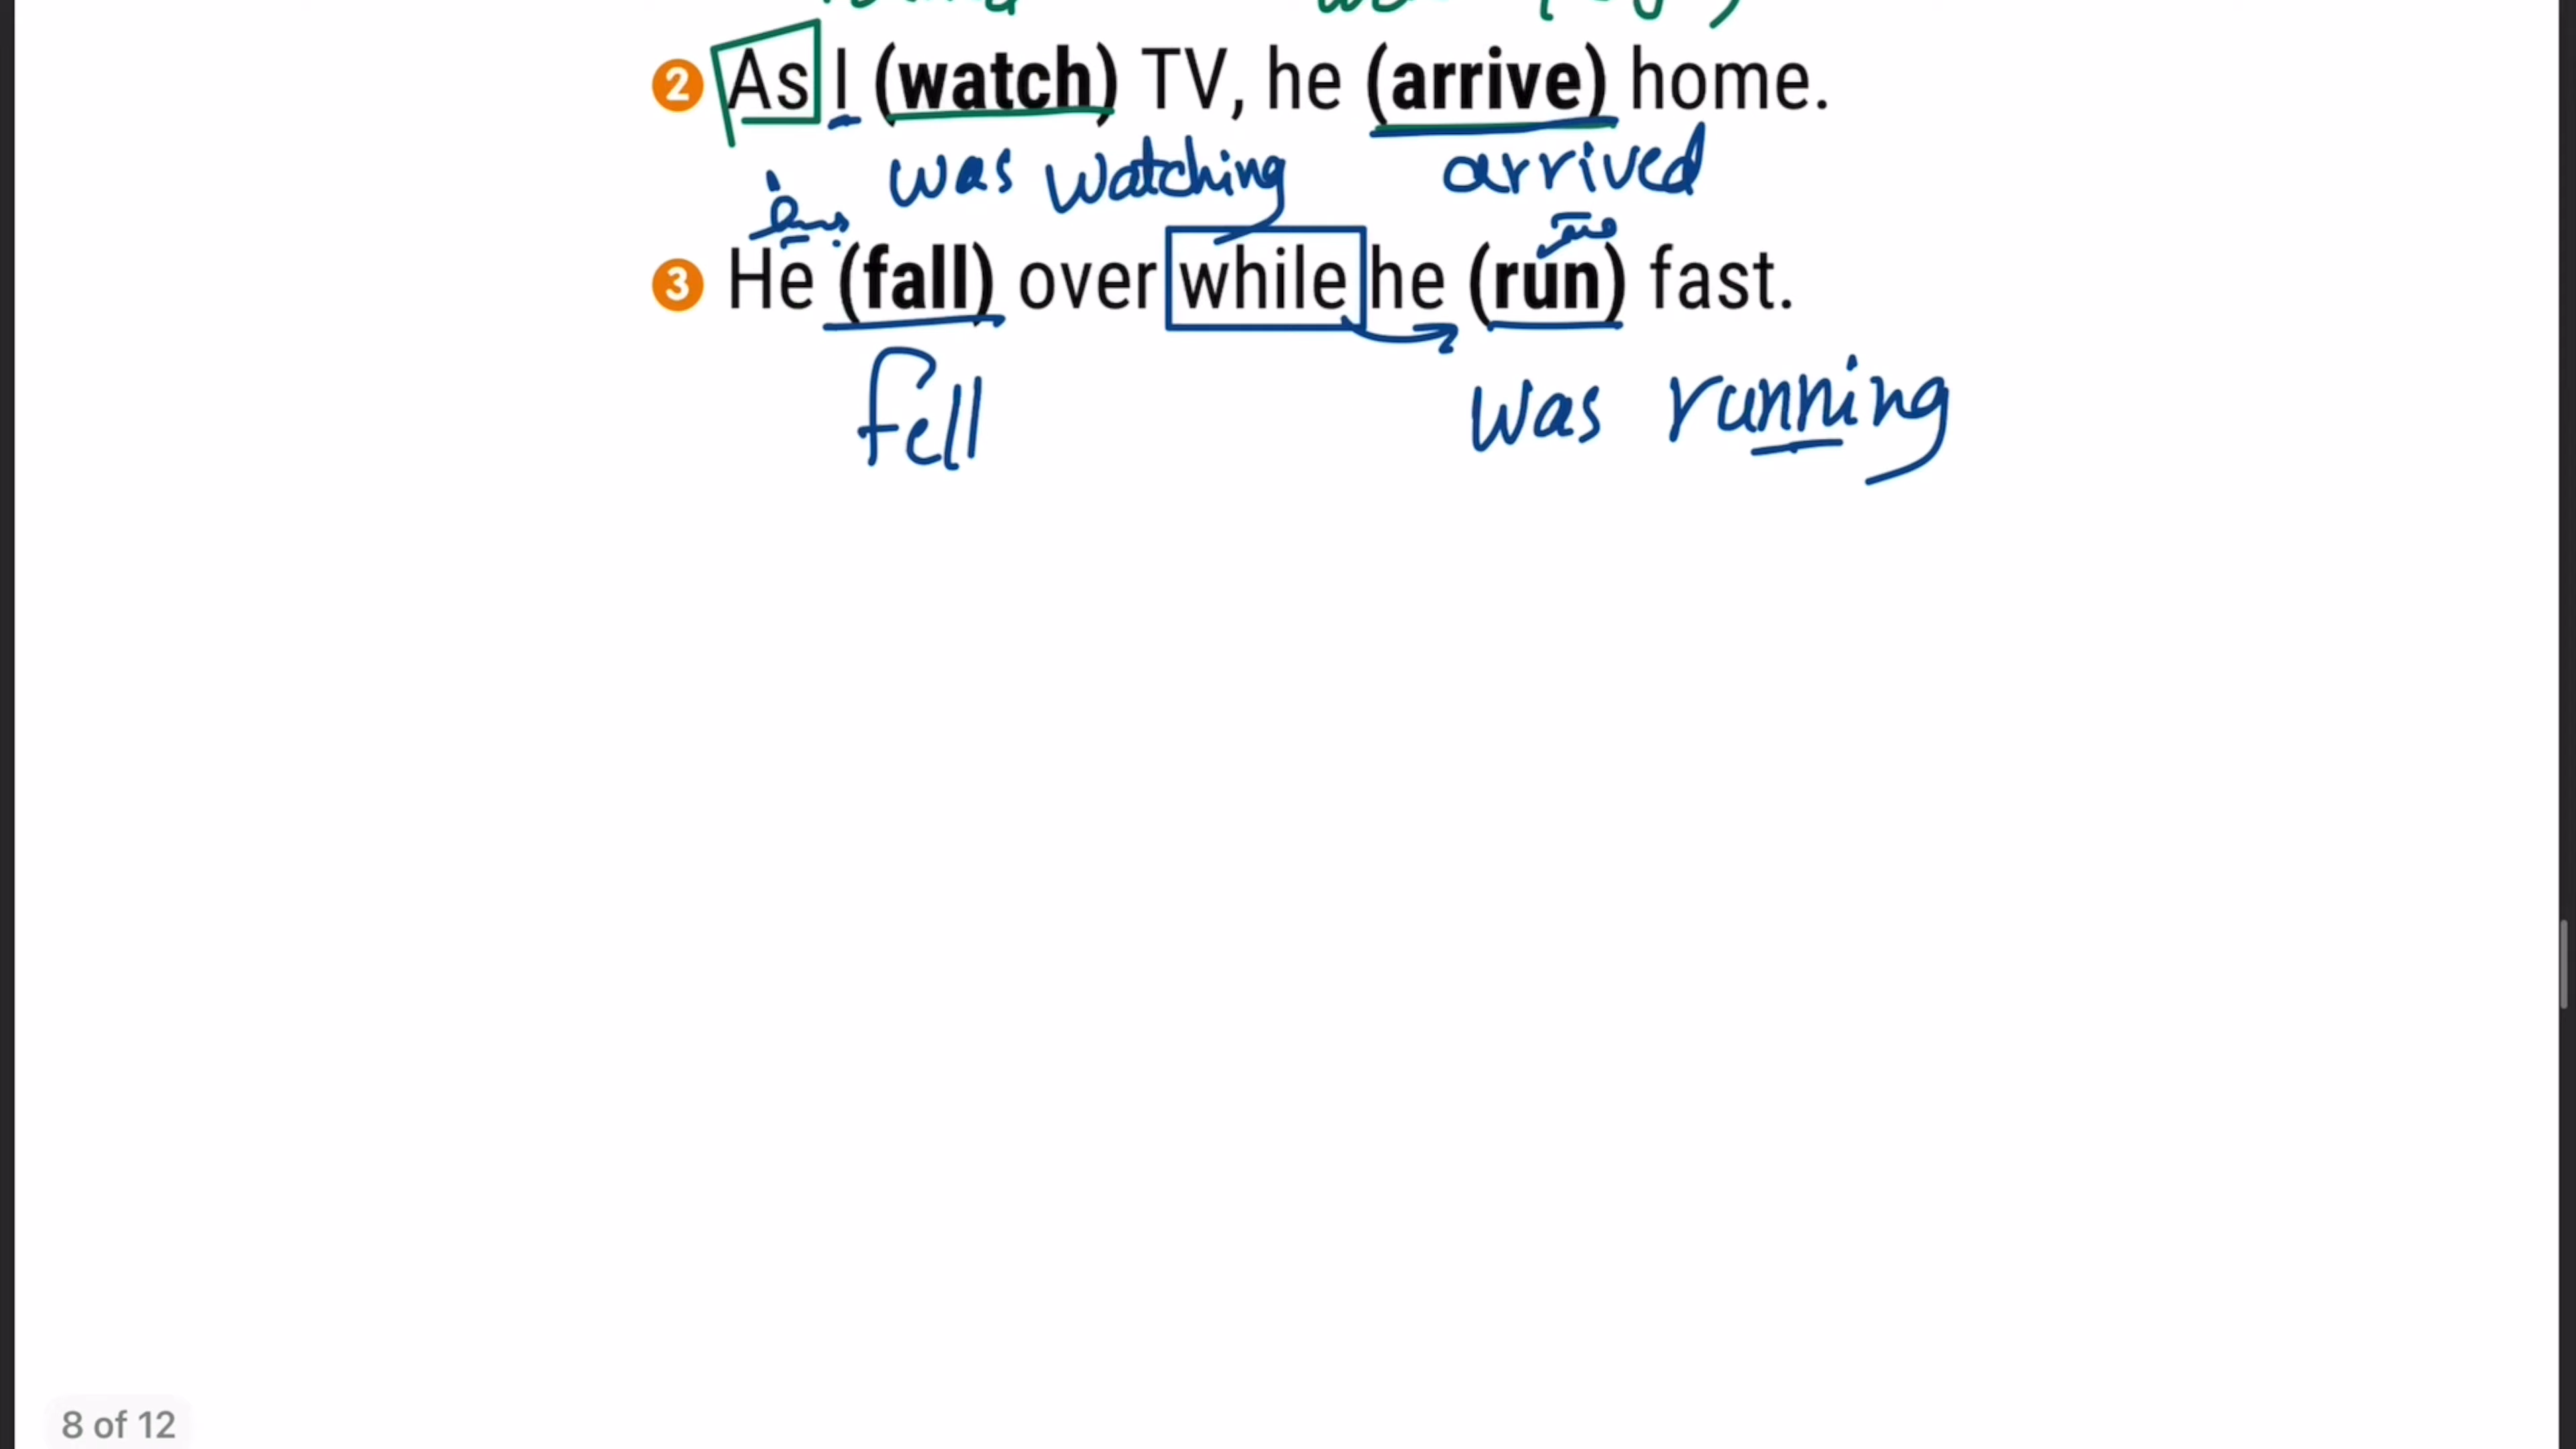 2 As I (watch) TV, he (arrive) home.
was watching arrived
3 He (fall) over while he (run) fast.
fell was running
8 of 12